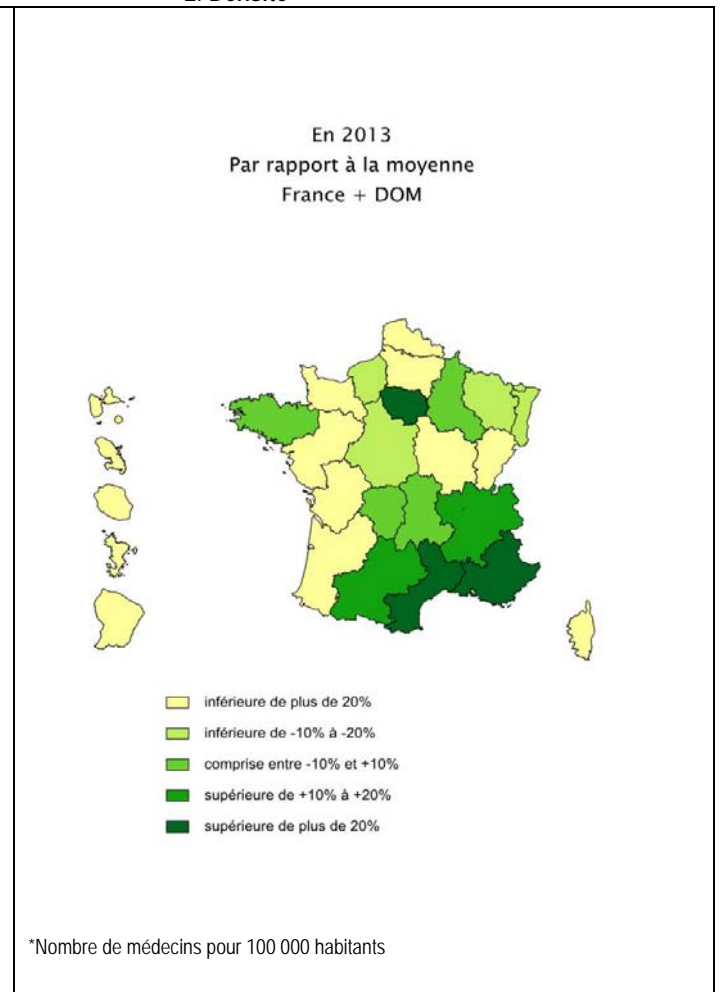 2. Densité*
En 2013
Par rapport à la moyenne
France + DOM
inférieure de plus de 20%
inférieure de -10% à -20%
comprise entre -10% et +10%
supérieure de +10% à +20%
supérieure de plus de 20%
*Nombre de médecins pour 100 000 habitants